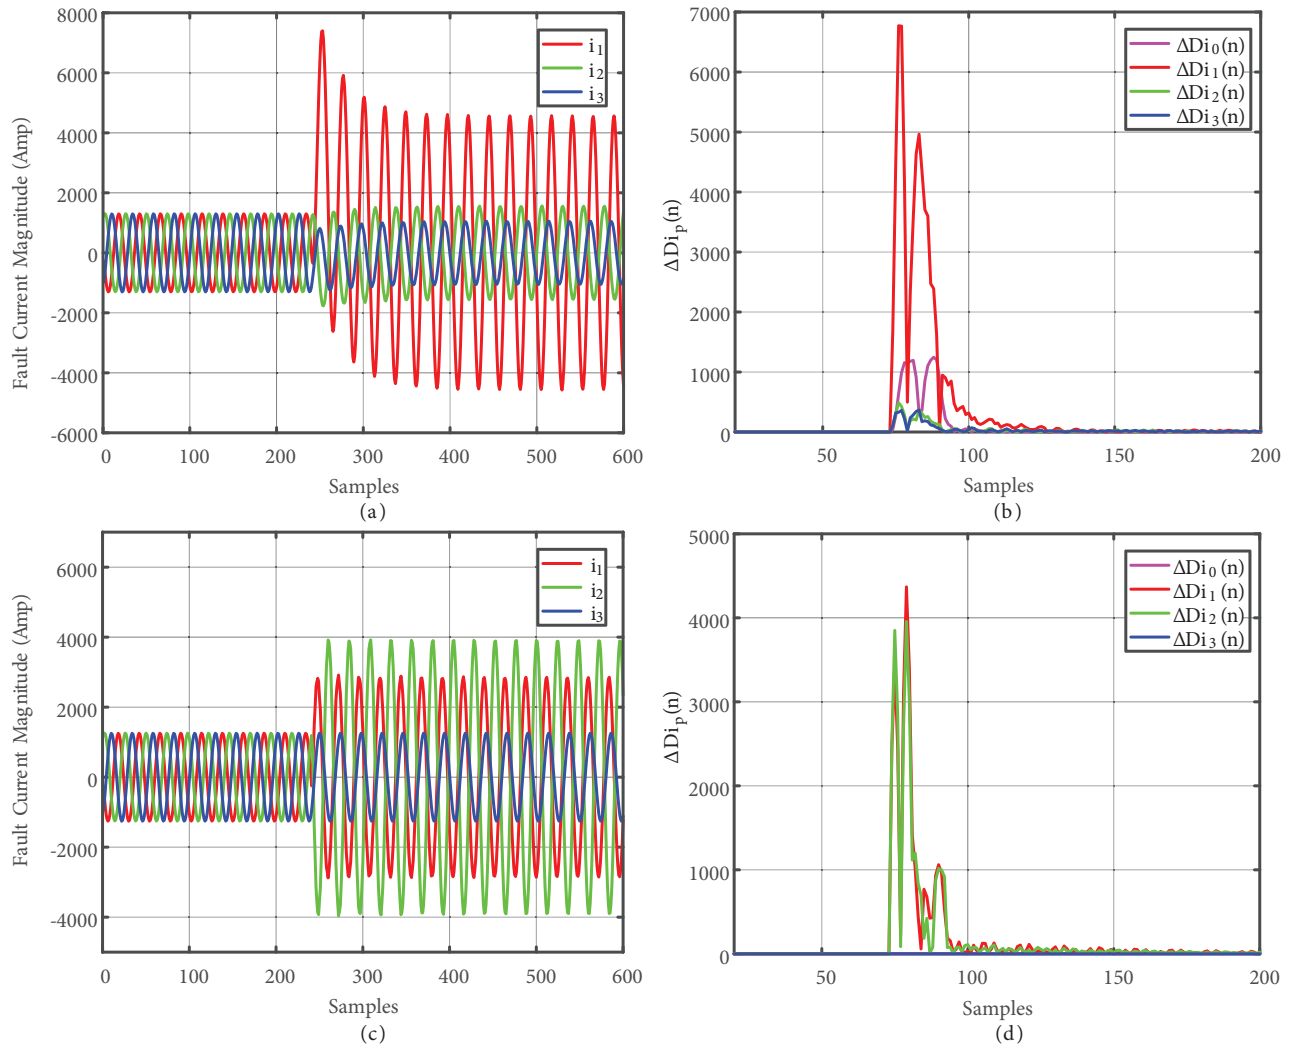 8000
6000
4000
2000
0
-2000
-4000
-6000
0 100 200 300 400 500 600
Fault Current Magnitude (Amp)
Samples
i1
i2
i3
(a)
7000
6000
5000
4000
3000
2000
1000
0
50 100 150 200
ΔDip(n)
Samples
ΔDi0(n)
ΔDi1(n)
ΔDi2(n)
ΔDi3(n)
(b)
6000
4000
2000
0
-2000
-4000
0 100 200 300 400 500 600
Fault Current Magnitude (Amp)
Samples
i1
i2
i3
(c)
5000
4000
3000
2000
1000
0
50 100 150 200
ΔDip(n)
Samples
ΔDi0(n)
ΔDi1(n)
ΔDi2(n)
ΔDi3(n)
(d)